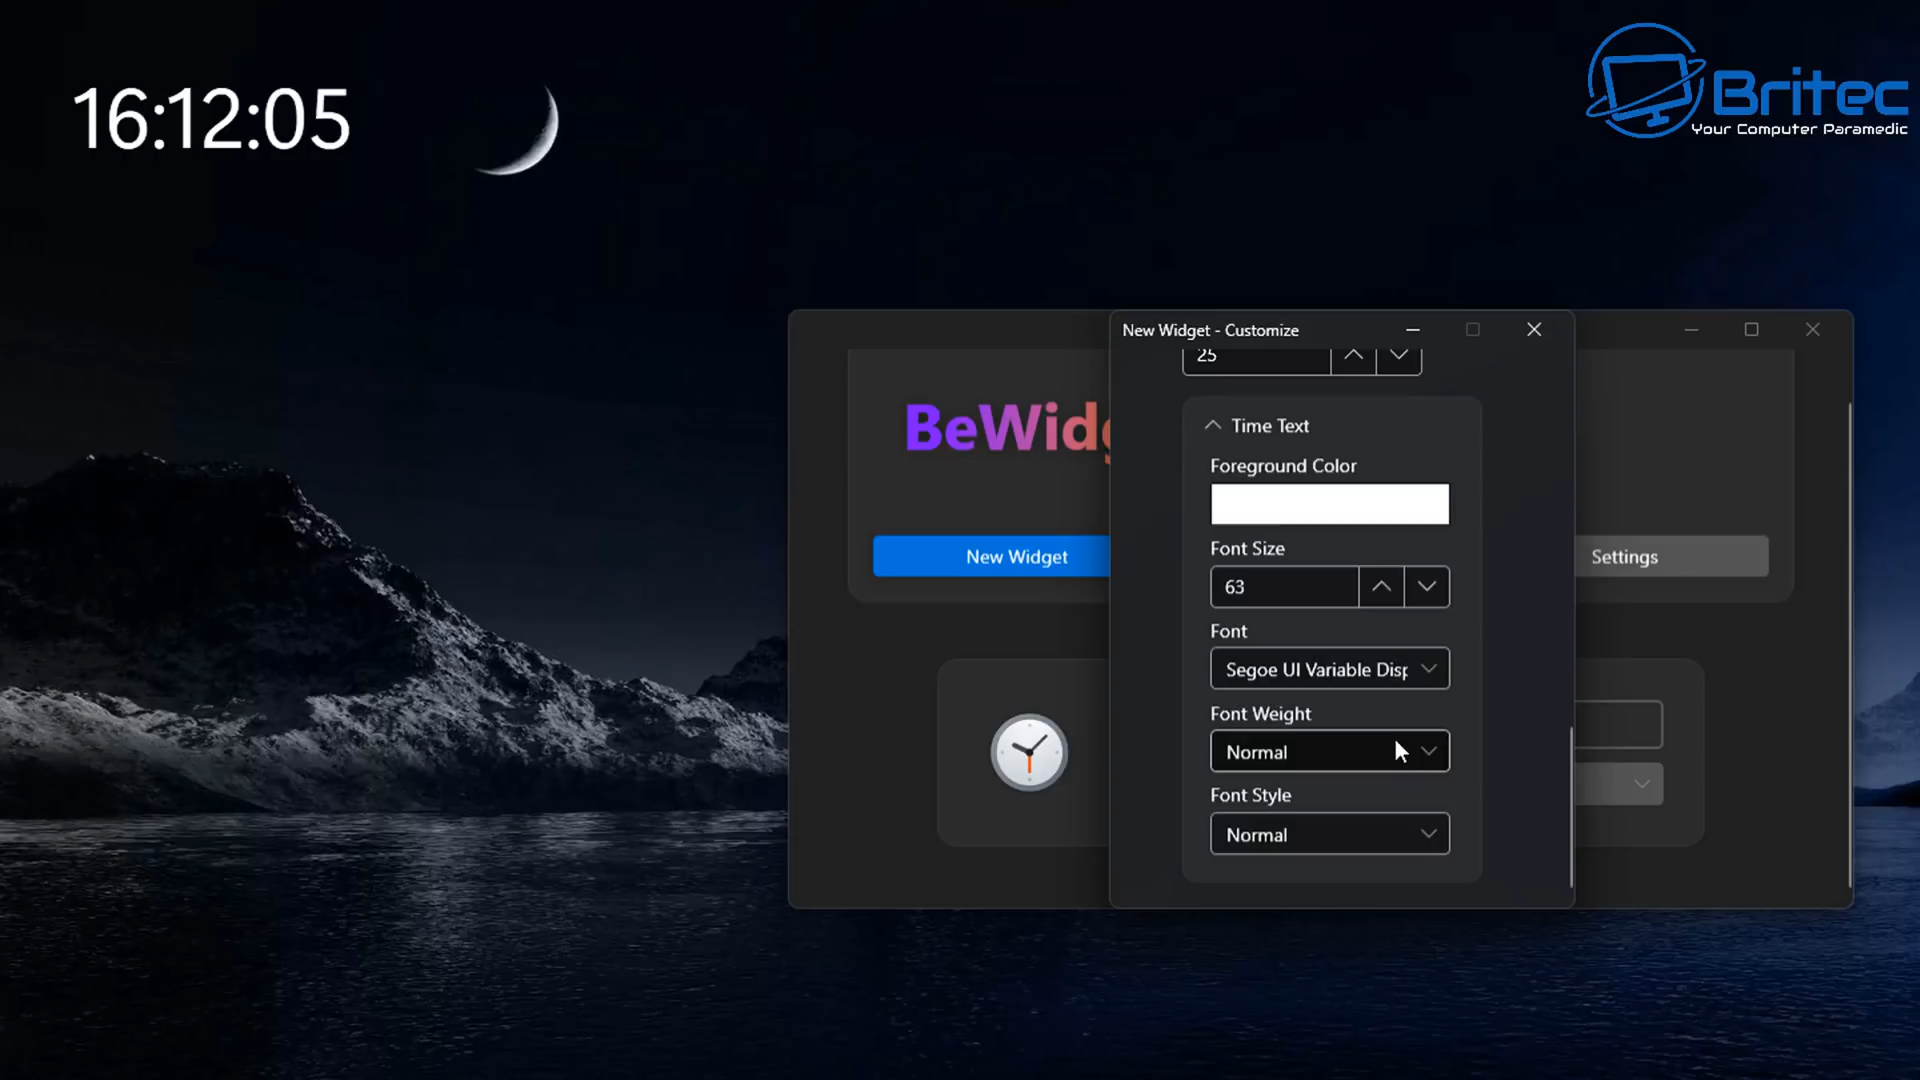 16:12:05
Britec
Your Computer Paramedic
New Widget - Customize
25
BeWidg
Time Text
Foreground Color
Font Size
New Widget
Settings
63
Font
Segoe UI Variable Disp
Font Weight
Normal
Font Style
Normal